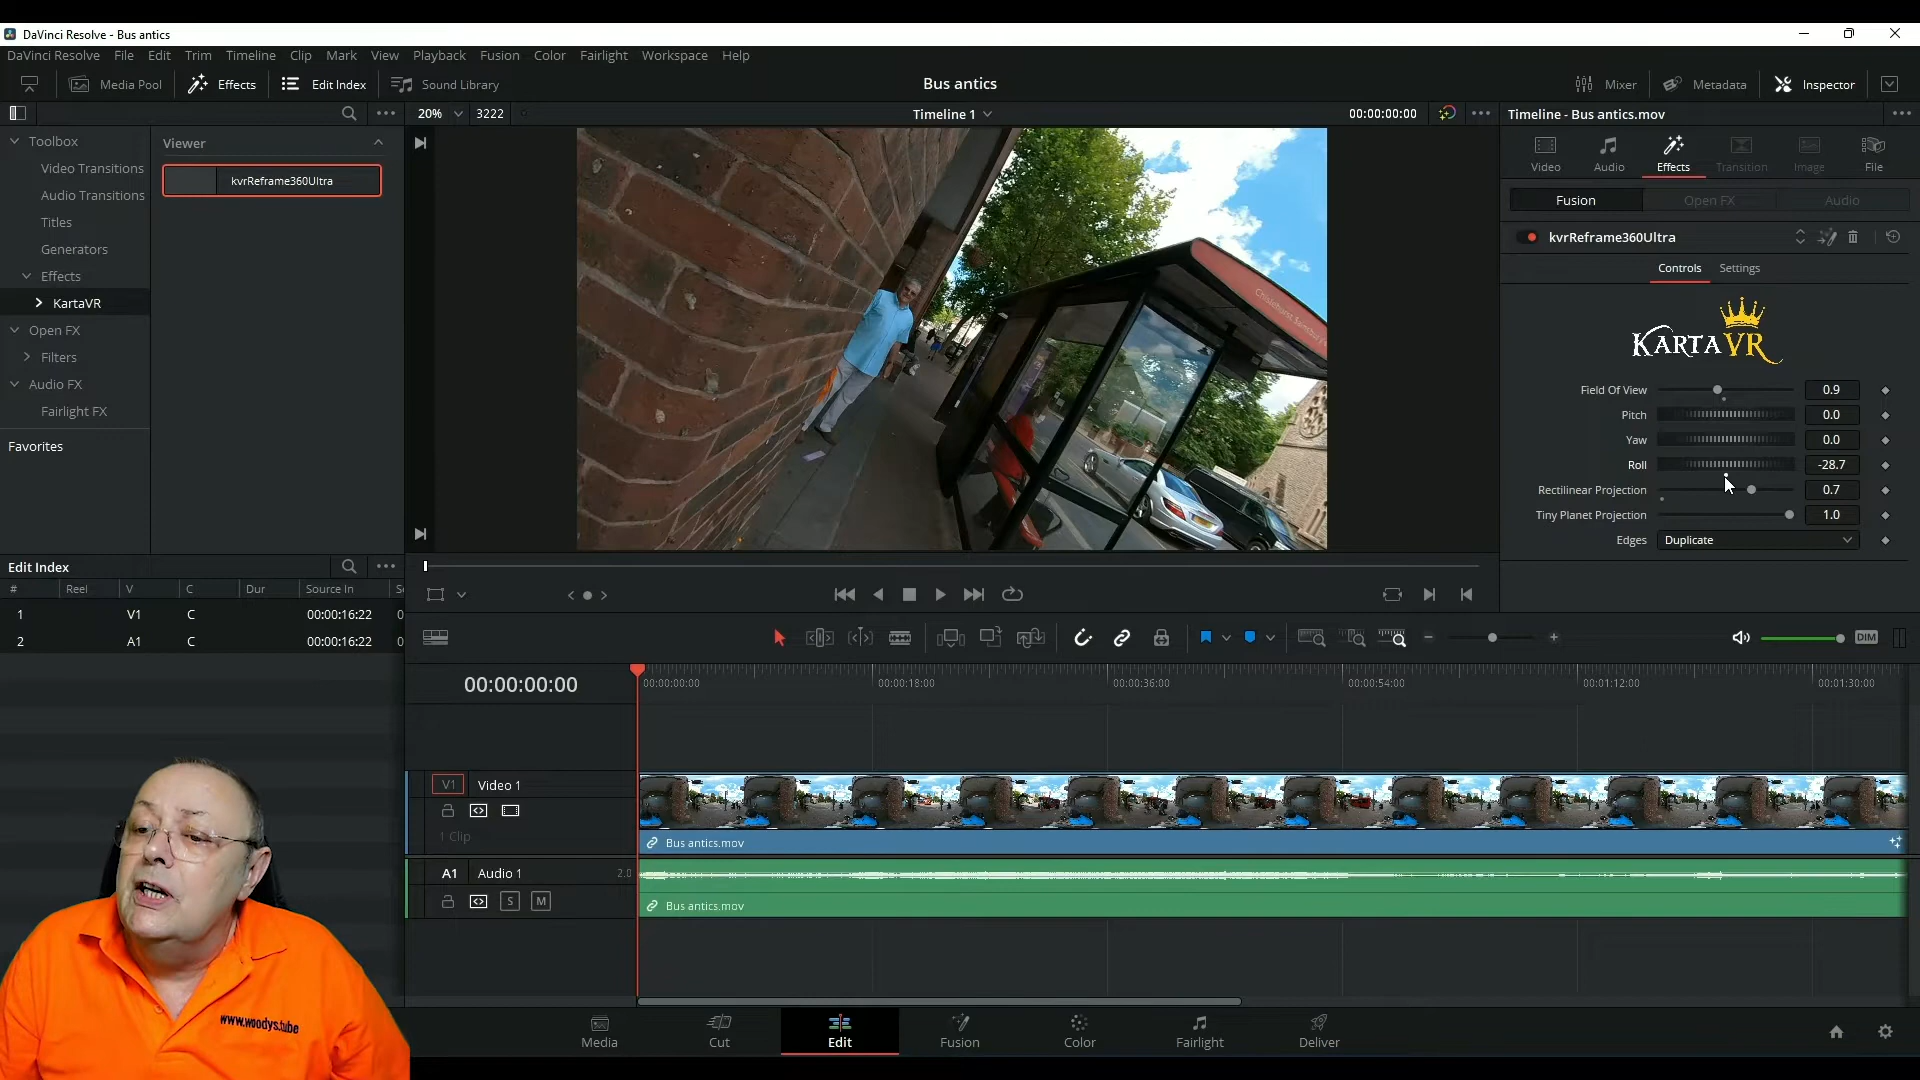 DaVinci Resolve - Bus antics
DaVinci Resolve File Edit Trim Timeline Clip Mark View Playback Fusion Color Fairlight Workspace Help
Media Pool Effects Edit Index Sound Library Bus antics Mixer Metadata Inspector
20% 3222 Timeline 1 00:00:00:00 Timeline - Bus antics.mov
Toolbox
Video Transitions
Audio Transitions
Titles
Generators
Effects
KartaVR
Open FX
Filters
Audio FX
Fairlight FX
Favorites
Viewer
kvrReframe360Ultra
Video Audio Effects Transition Image File
Fusion Open FX Audio
kvrReframe360Ultra
Controls Settings
KARTAVR
Field Of View 0.9
Pitch 0.0
Yaw 0.0
Roll -28.7
Rectilinear Projection 0.7
Tiny Planet Projection 1.0
Edges Duplicate
Edit Index
# Reel V C Dur Source In
1 V1 C 00:00:16:22 0
2 A1 C 00:00:16:22 0
DIM
00:00:00:00
00:00:00:00 00:00:18:00 00:00:36:00 00:00:54:00 00:01:12:00 00:01:30:00
V1 Video 1
1 Clip
Bus antics.mov
A1 Audio 1 2.0
S M
Bus antics.mov
www.woodys.tube
Media Cut Edit Fusion Color Fairlight Deliver